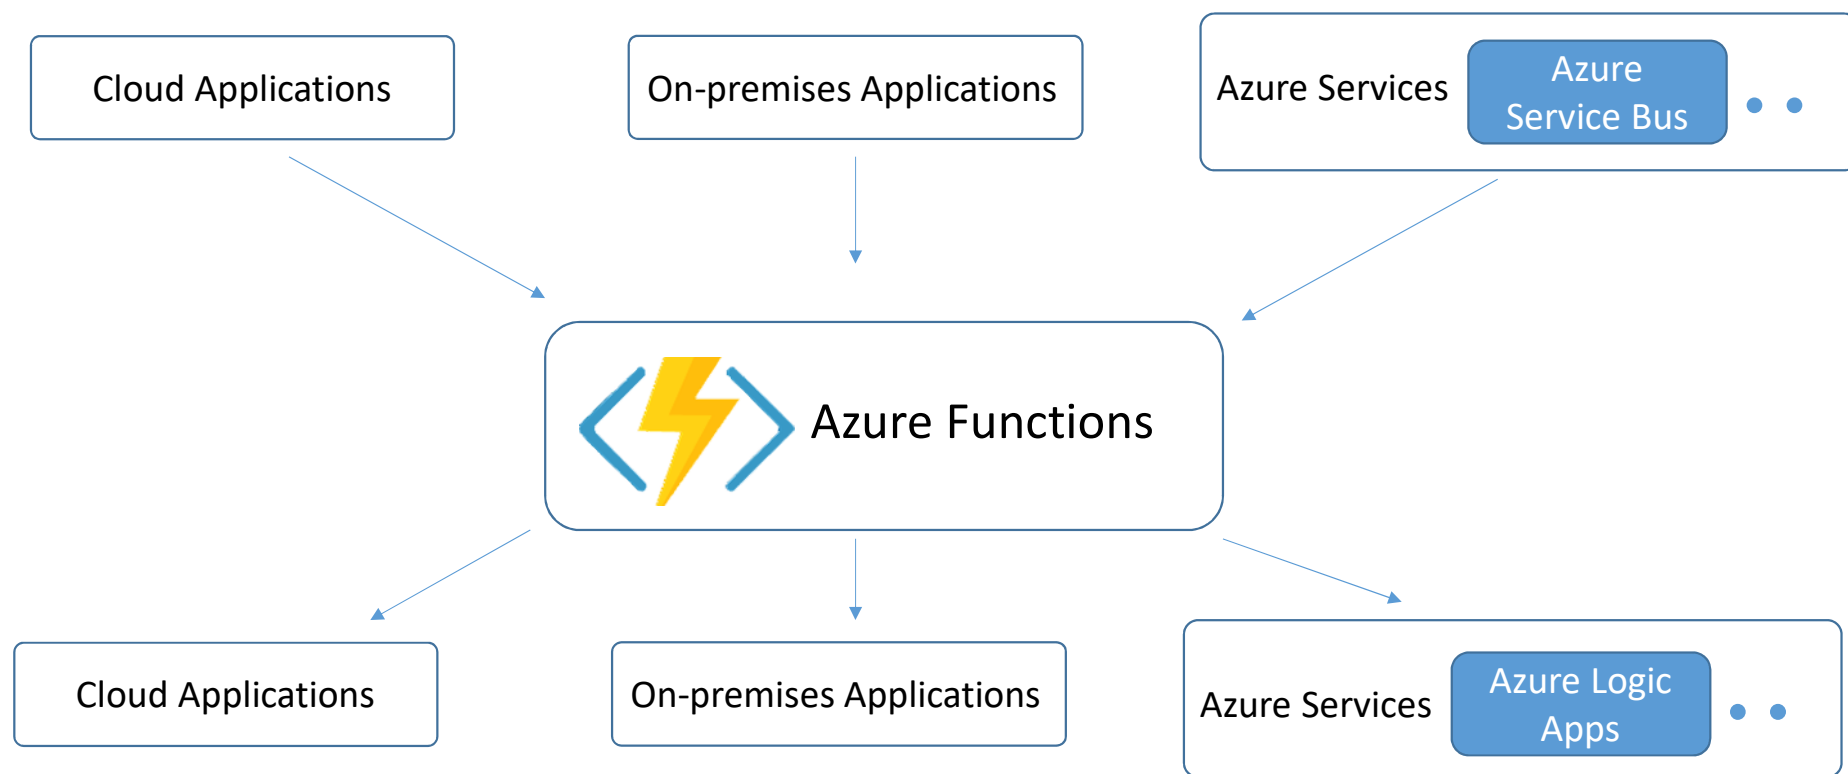 Cloud Applications
On-premises Applications
Azure Services
Azure
Service Bus
Azure Functions
Cloud Applications
On-premises Applications
Azure Services
Azure Logic
Apps